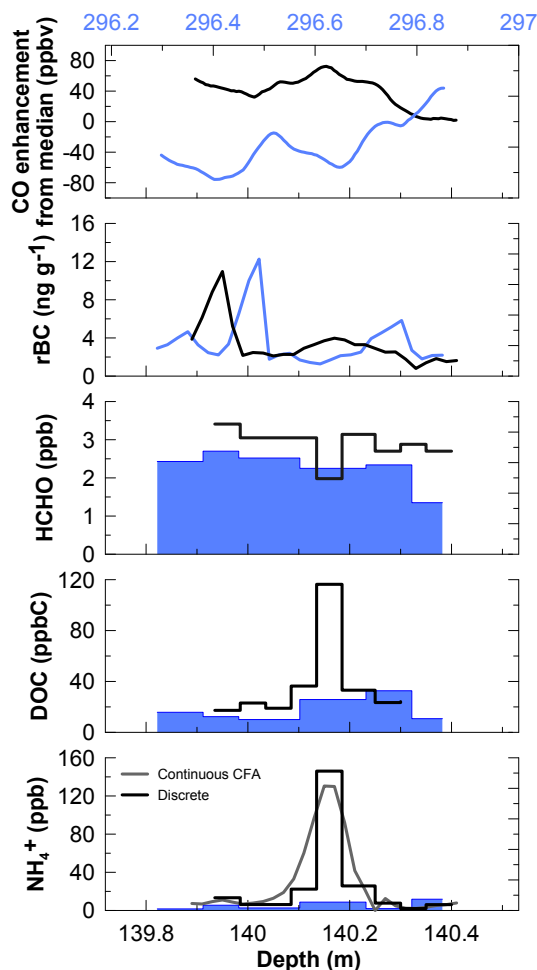 296.2 296.4 296.6 296.8 297
CO enhancement
from median (ppbv)
80
40
0
-40
-80
rBC (ng g⁻¹)
16
12
8
4
0
HCHO (ppb)
4
3
2
1
0
DOC (ppbC)
120
80
40
0
NH₄⁺ (ppb)
160
120
80
40
0
Continuous CFA
Discrete
139.8 140 140.2 140.4
Depth (m)